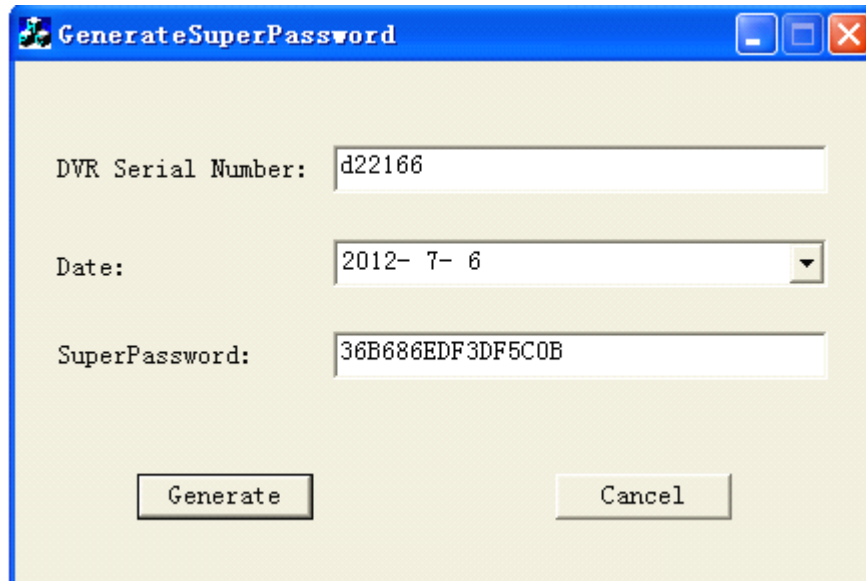 GenerateSuperPassword
DVR Serial Number: d22166
Date: 2012- 7- 6
SuperPassword: 36B686EDF3DF5C0B
Generate Cancel